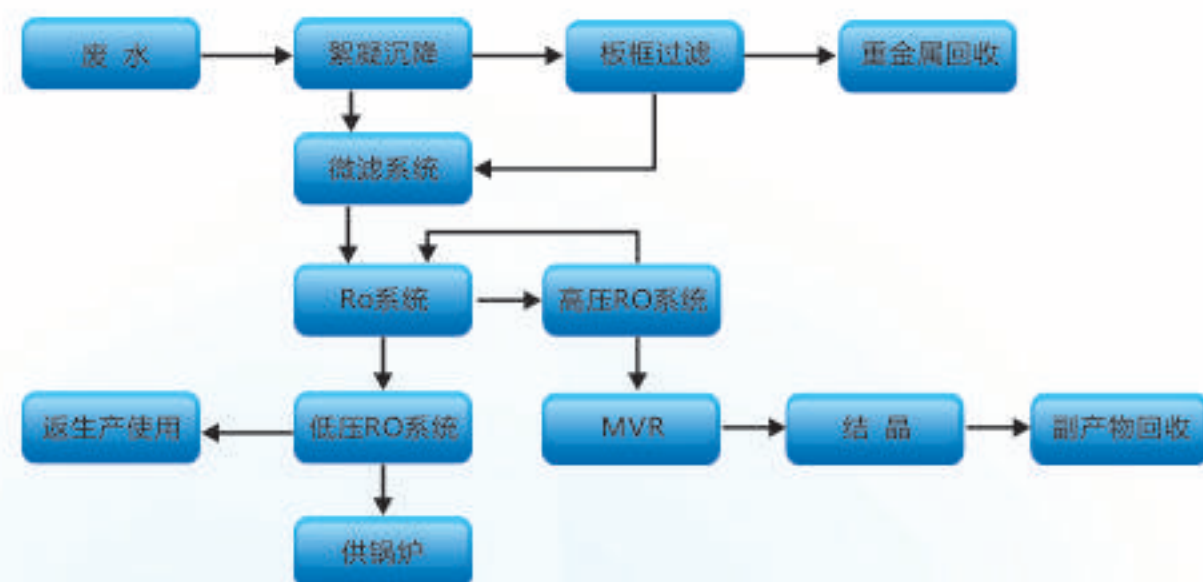 废 水
絮凝沉降
板框过滤
重金属回收
微滤系统
Ro系统
高压RO系统
返生产使用
低压RO系统
MVR
结 晶
副产物回收
供锅炉